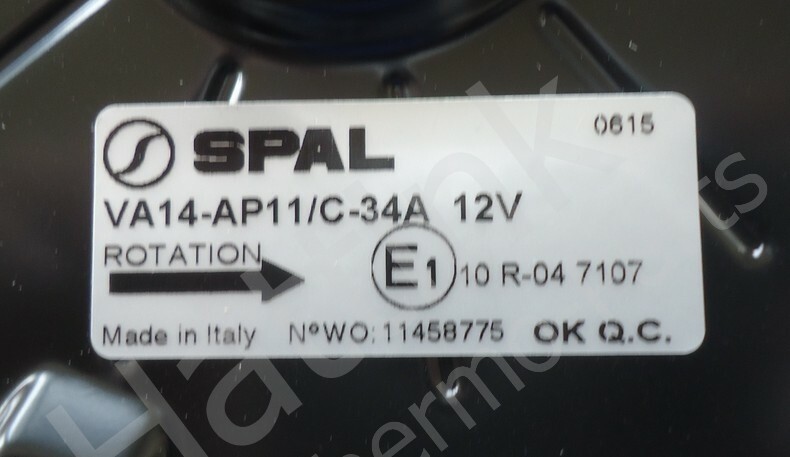 SPAL
0615
VA14-AP11/C-34A 12V
ROTATION
E1 10 R-04 7107
Made in Italy N°WO: 11458775 OK Q.C.